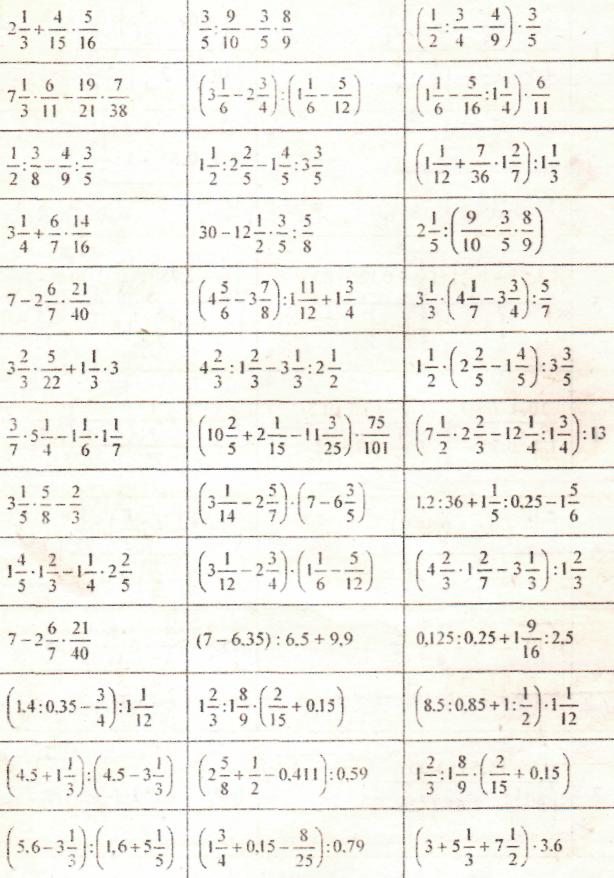 2 1/3 + 4/15 · 5/16	3/5 : 9/10 − 3/5 · 8/9	(1/2 : 3/4 − 4/9) · 3/5
7 1/3 · 6/11 − 19/21 · 7/38	(3 1/6 − 2 3/4) : (1 1/6 − 5/12)	(1 1/6 − 5/16 : 1 1/4) · 6/11
1/2 : 3/8 − 4/9 : 3/5	1 1/2 : 2 2/5 − 1 4/5 : 3 3/5	(1 1/12 + 7/36 · 1 2/7) : 1 1/3
3 1/4 + 6/7 · 14/16	30 − 12 1/2 · 3/5 : 5/8	2 1/5 : (9/10 − 3/5 · 8/9)
7 − 2 6/7 · 21/40	(4 5/6 − 3 7/8) : 1 11/12 + 1 3/4	3 1/3 · (4 1/7 − 3 3/4) : 5/7
3 2/3 · 5/22 + 1 1/3 · 3	4 2/3 : 1 2/3 − 3 1/3 : 2 1/2	1 1/2 · (2 2/5 − 1 4/5) : 3 3/5
3/7 · 5 1/4 − 1 1/6 · 1 1/7	(10 2/5 + 2 1/15 − 11 3/25) · 75/101	(7 1/2 · 2 2/3 − 12 1/4 : 1 3/4) : 13
3 1/5 · 5/8 − 2/3	(3 1/14 − 2 5/7) · (7 − 6 3/5)	1,2 : 36 + 1 1/5 : 0,25 − 1 5/6
1 4/5 · 1 2/3 − 1 1/4 · 2 2/5	(3 1/12 − 2 3/4) · (1 1/6 − 5/12)	(4 2/3 · 1 2/7 − 3 1/3) : 1 2/3
7 − 2 6/7 · 21/40	(7 − 6.35) : 6.5 + 9,9	0,125 : 0.25 + 1 9/16 : 2.5
(1.4 : 0.35 − 3/4) : 1 1/12	1 2/3 : 1 8/9 · (2/15 + 0.15)	(8.5 : 0.85 + 1 : 1/2) · 1 1/12
(4.5 + 1 1/3) : (4.5 − 3 1/3)	(2 5/8 + 1/2 − 0.411) : 0.59	1 2/3 : 1 8/9 · (2/15 + 0.15)
(5.6 − 3 1/3) : (1,6 + 5 1/5)	(1 3/4 + 0,15 − 8/25) : 0.79	(3 + 5 1/3 + 7 1/2) · 3.6